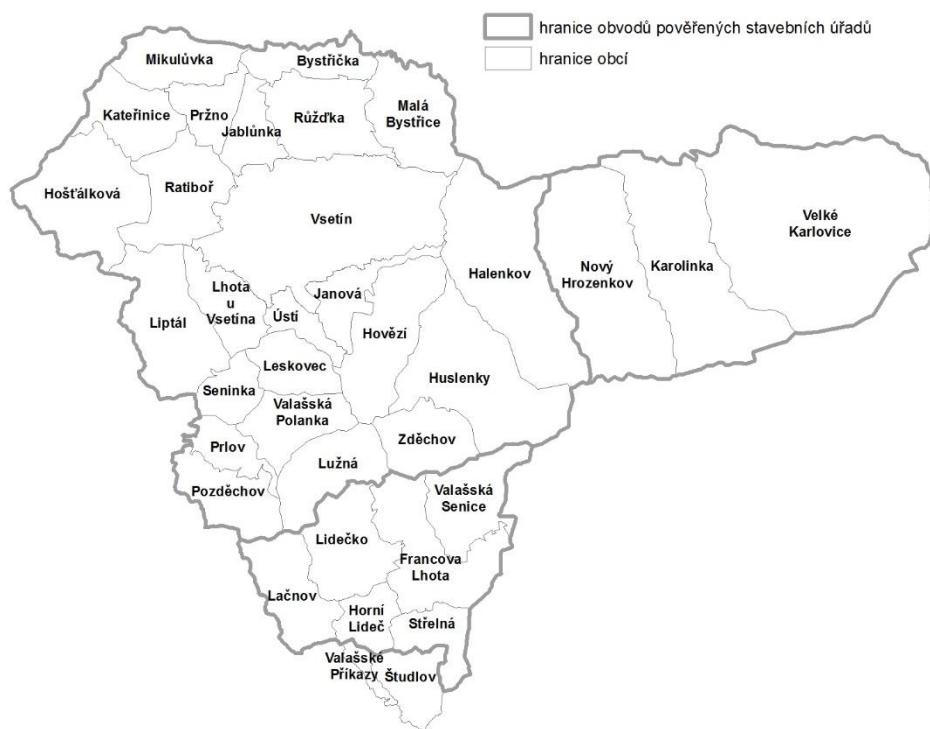 hranice obvodů pověřených stavebních úřadů
hranice obcí
Mikulůvka
Bystřička
Kateřinice
Pržno
Jablůnka
Růžďka
Malá
Bystřice
Hošťálková
Ratiboř
Vsetín
Velké
Karlovice
Halenkov
Nový
Hrozenkov
Karolinka
Liptál
Lhota
u
Vsetína
Ústí
Janová
Hovězí
Leskovec
Huslenky
Seninka
Valašská
Polanka
Prlov
Zděchov
Lužná
Pozděchov
Valašská
Senice
Lidečko
Francova
Lhota
Lačnov
Horní
Lideč
Střelná
Valašské
Příkazy
Študlov